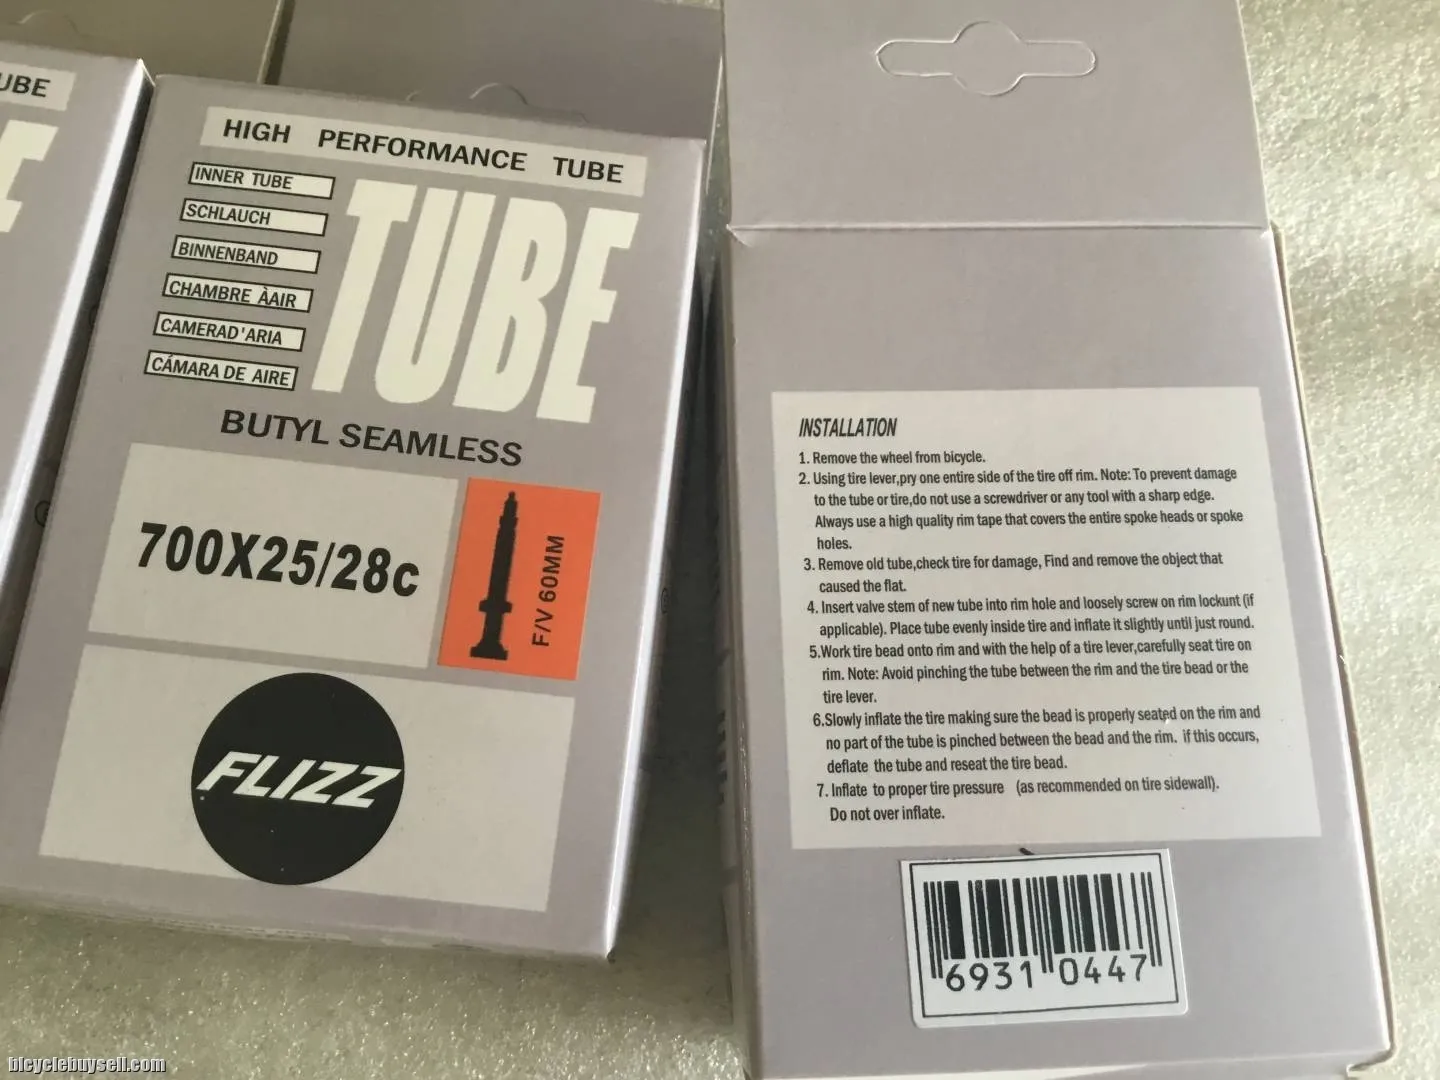 UBE
E
HIGH PERFORMANCE TUBE
INNER TUBE
SCHLAUCH
BINNENBAND
CHAMBRE ÀAIR
CAMERAD'ARIA
CÁMARA DE AIRE
TUBE
BUTYL SEAMLESS
700X25/28c
F/V 60MM
FLIZZ
INSTALLATION
1. Remove the wheel from bicycle.
2. Using tire lever,pry one entire side of the tire off rim. Note: To prevent damage
to the tube or tire,do not use a screwdriver or any tool with a sharp edge.
Always use a high quality rim tape that covers the entire spoke heads or spoke
holes.
3. Remove old tube,check tire for damage, Find and remove the object that
caused the flat.
4. Insert valve stem of new tube into rim hole and loosely screw on rim lockunt (if
applicable). Place tube evenly inside tire and inflate it slightly until just round.
5.Work tire bead onto rim and with the help of a tire lever,carefully seat tire on
rim. Note: Avoid pinching the tube between the rim and the tire bead or the
tire lever.
6.Slowly inflate the tire making sure the bead is properly seated on the rim and
no part of the tube is pinched between the bead and the rim. if this occurs,
deflate the tube and reseat the tire bead.
7. Inflate to proper tire pressure (as recommended on tire sidewall).
Do not over inflate.
6931 0447
bicyclebuysell.com